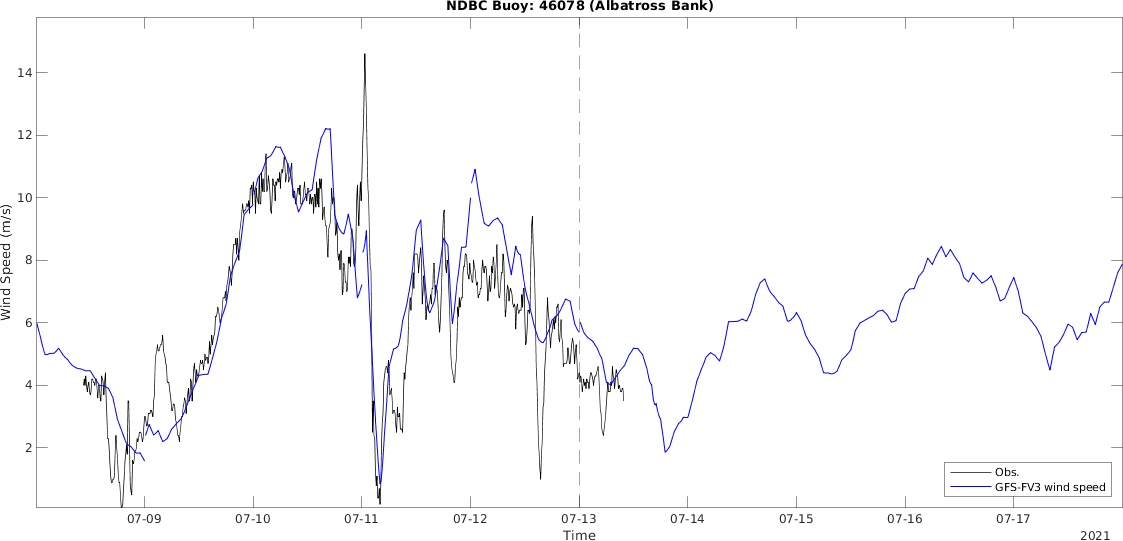 NDBC Buoy: 46078 (Albatross Bank)
Wind Speed (m/s)
14
12
10
8
6
4
2
Obs.
GFS-FV3 wind speed
07-09 07-10 07-11 07-12 07-13 07-14 07-15 07-16 07-17
Time
2021